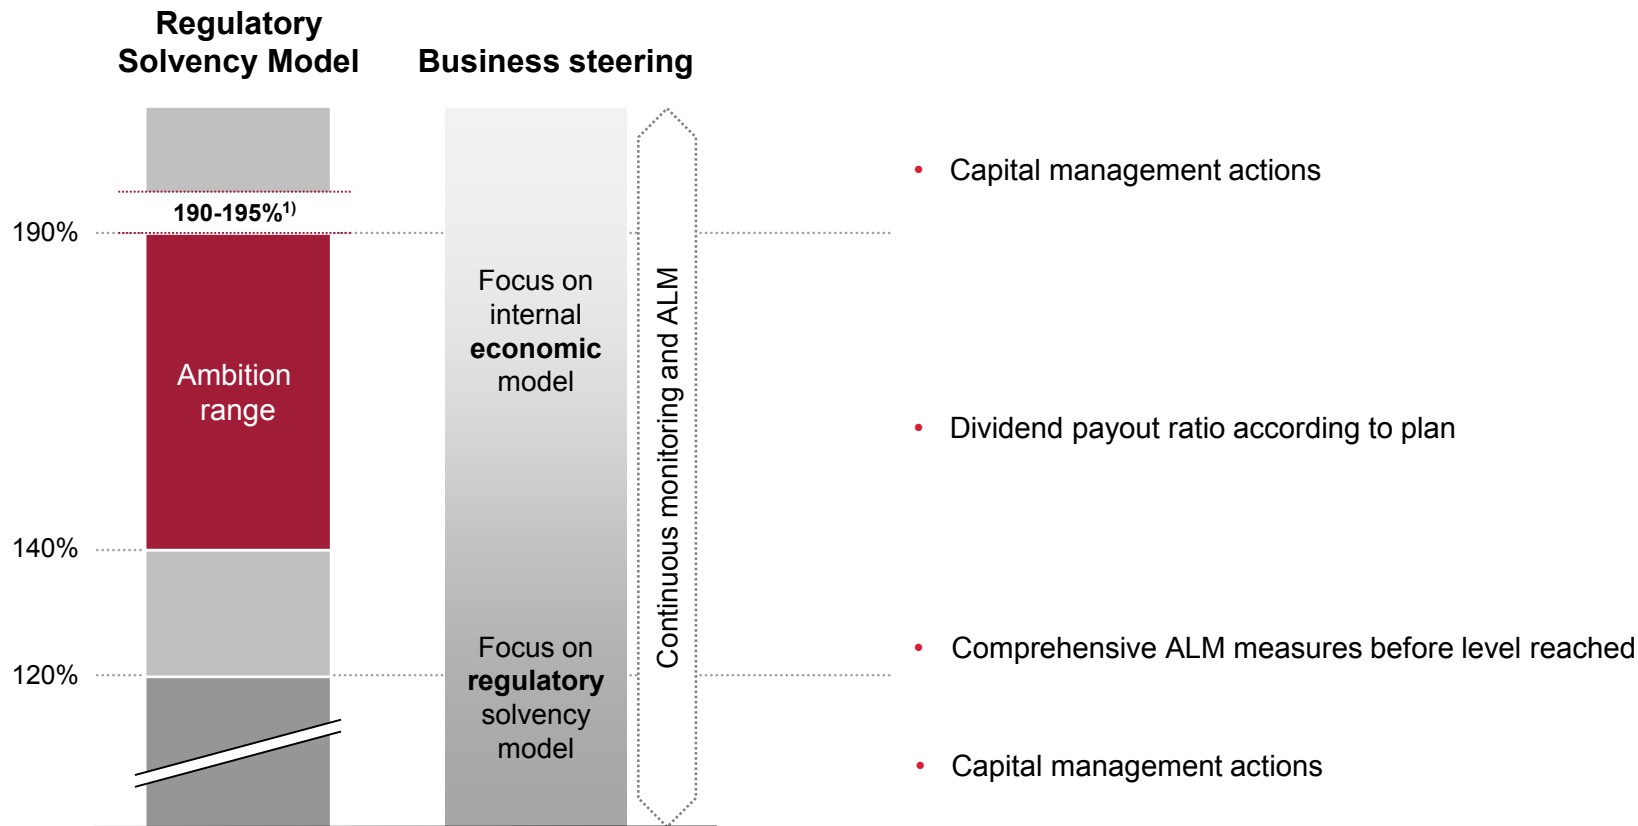 Regulatory
Solvency Model
Business steering
190-195%1)
190%
Ambition
range
140%
120%
Focus on
internal
economic
model
Focus on
regulatory
solvency
model
Continuous monitoring and ALM
• Capital management actions
• Dividend payout ratio according to plan
• Comprehensive ALM measures before level reached
• Capital management actions